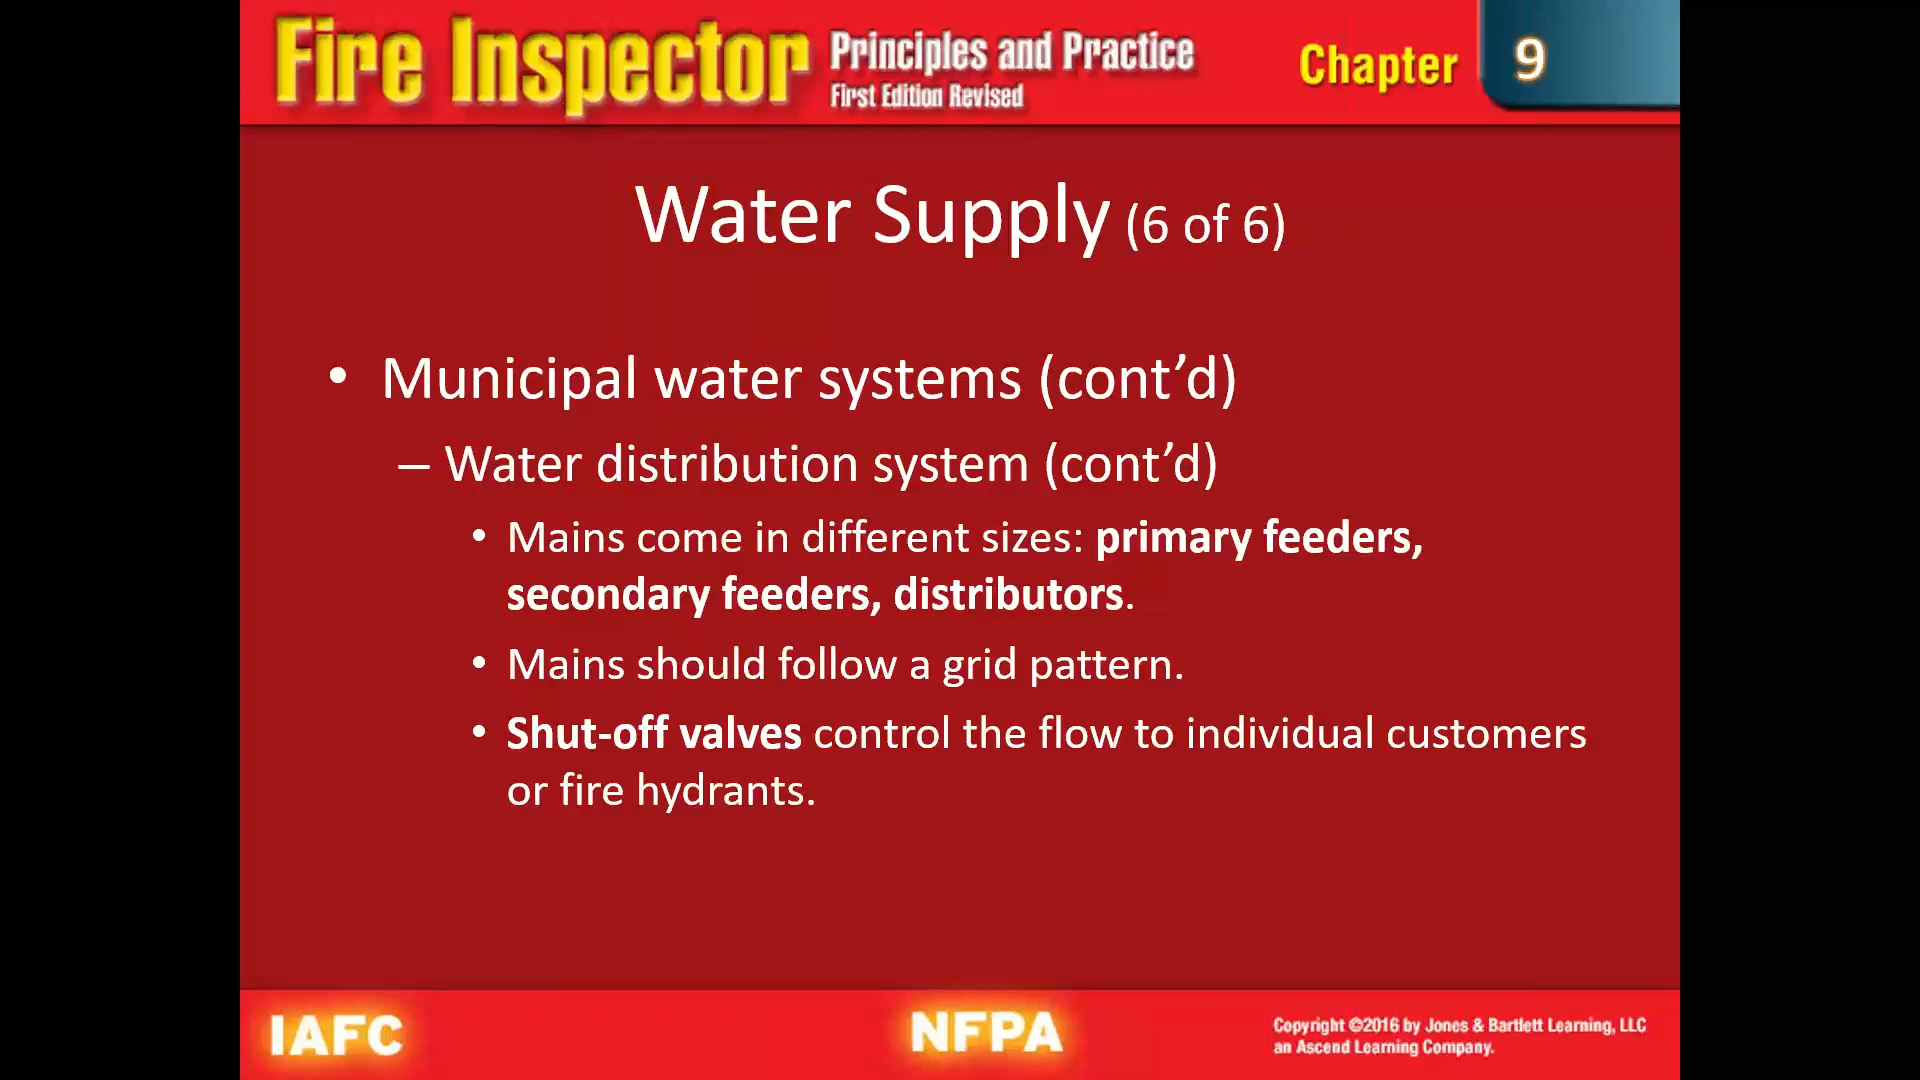 Fire Inspector Principles and Practice
First Edition Revised
Chapter 9
Water Supply (6 of 6)
• Municipal water systems (cont’d)
– Water distribution system (cont’d)
• Mains come in different sizes: primary feeders,
secondary feeders, distributors.
• Mains should follow a grid pattern.
• Shut-off valves control the flow to individual customers
or fire hydrants.
IAFC
NFPA
Copyright ©2016 by Jones & Bartlett Learning, LLC
an Ascend Learning Company.